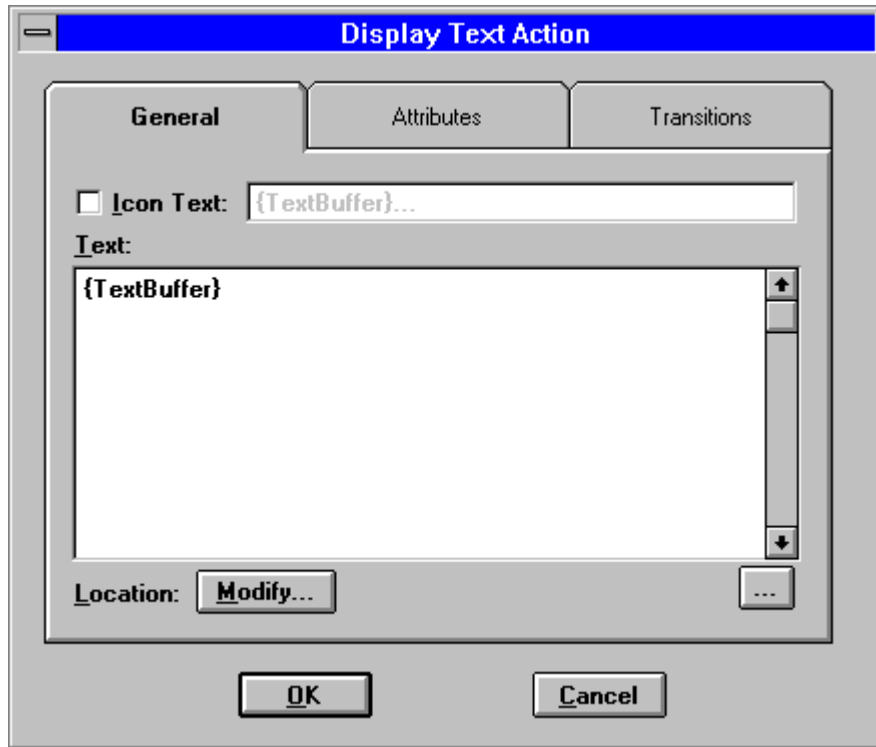 Display Text Action
General Attributes Transitions
Icon Text: {TextBuffer}...
Text:
{TextBuffer}
Location: Modify... ...
OK Cancel